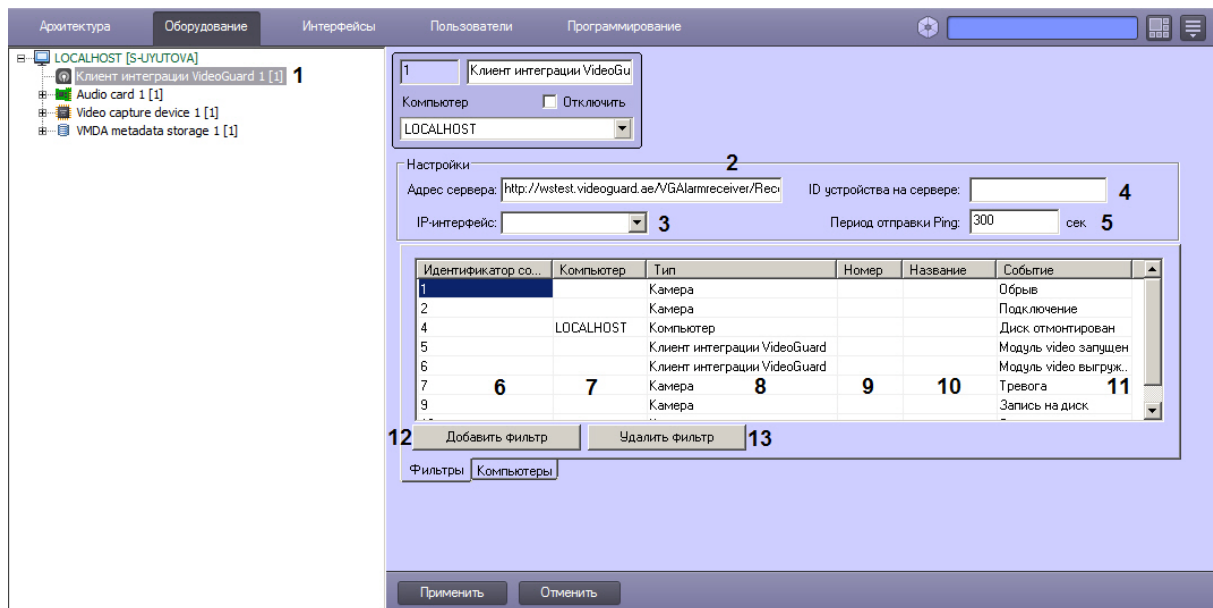 Архитектура Оборудование Интерфейсы Пользователи Программирование
LOCALHOST [S-UYUTOVA]
Клиент интеграции VideoGuard 1 [1] 1
Audio card 1 [1]
Video capture device 1 [1]
VMDA metadata storage 1 [1]
1 Клиент интеграции VideoGu
Компьютер Отключить
LOCALHOST
Настройки 2
Адрес сервера: http://wstest.videoguard.ae/VGAlarmreceiver/Rec ID устройства на сервере: 4
IP-интерфейс: 3 Период отправки Ping: 300 сек 5
Идентификатор со... Компьютер Тип Номер Название Событие
1 Камера Обрыв
2 Камера Подключение
4 LOCALHOST Компьютер Диск отмонтирован
5 Клиент интеграции VideoGuard Модуль video запущен
6 Клиент интеграции VideoGuard Модуль video выгруж..
7 6 7 Камера 8 9 10 Тревога 11
9 Камера Запись на диск
12 Добавить фильтр Удалить фильтр 13
Фильтры Компьютеры
Применить Отменить